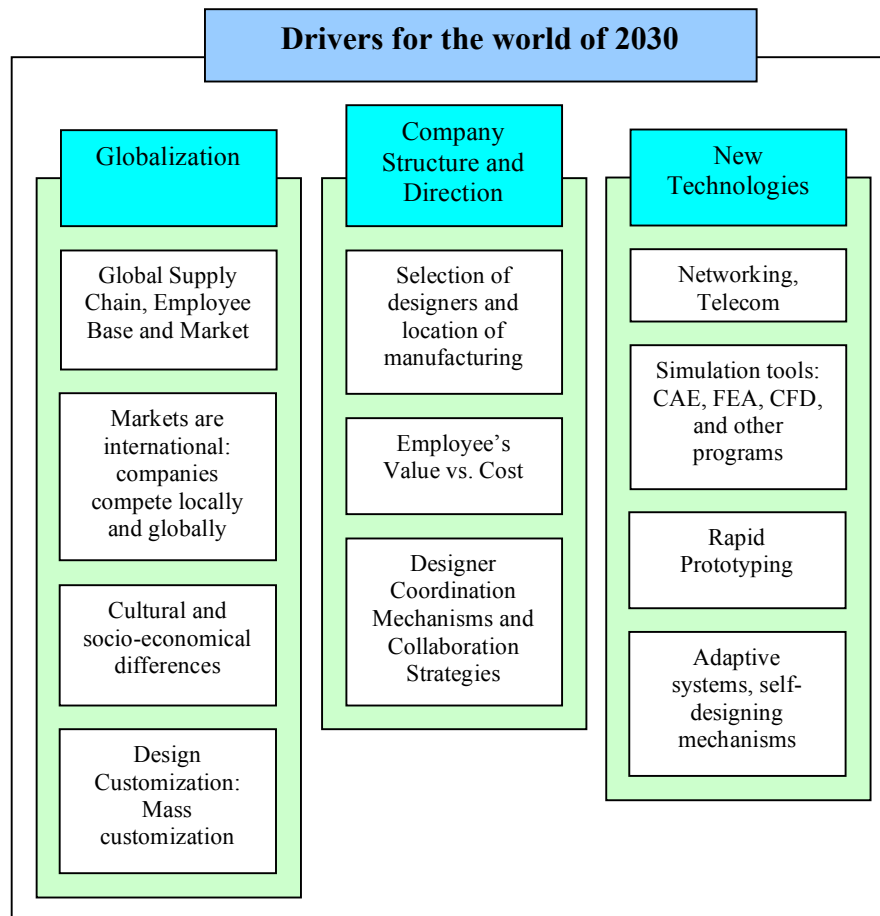 Drivers for the world of 2030
Globalization
Global Supply
Chain, Employee
Base and Market
Markets are
international:
companies
compete locally
and globally
Cultural and
socio-economical
differences
Design
Customization:
Mass
customization
Company
Structure and
Direction
Selection of
designers and
location of
manufacturing
Employee’s
Value vs. Cost
Designer
Coordination
Mechanisms and
Collaboration
Strategies
New
Technologies
Networking,
Telecom
Simulation tools:
CAE, FEA, CFD,
and other
programs
Rapid
Prototyping
Adaptive
systems, self-
designing
mechanisms